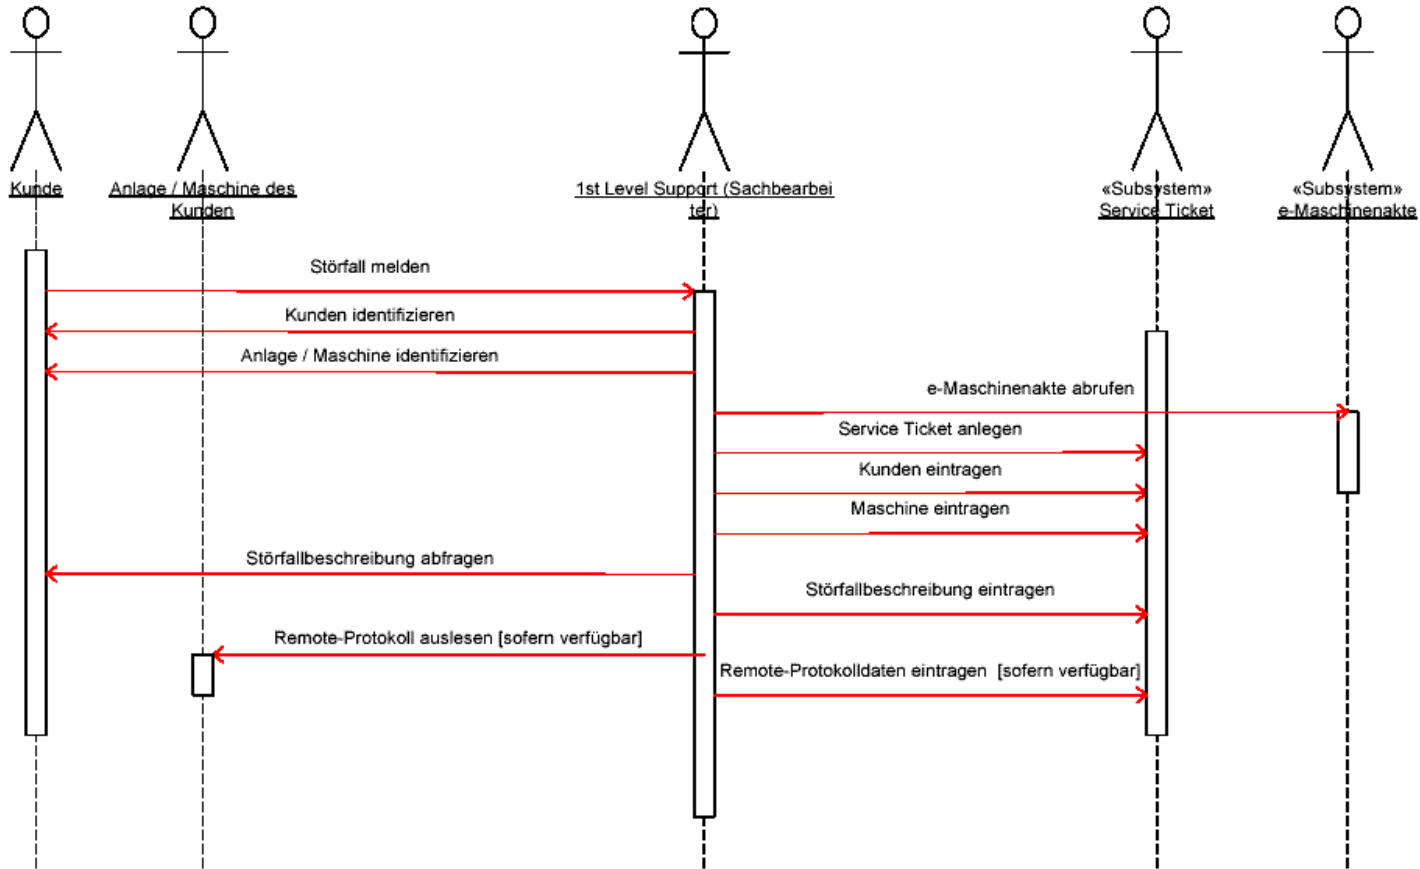 Kunde
Anlage / Maschine des
Kunden
1st Level Support (Sachbearbei
ter)
«Subsystem»
Service Ticket
«Subsystem»
e-Maschinenakte
Störfall melden
Kunden identifizieren
Anlage / Maschine identifizieren
e-Maschinenakte abrufen
Service Ticket anlegen
Kunden eintragen
Maschine eintragen
Störfallbeschreibung abfragen
Störfallbeschreibung eintragen
Remote-Protokoll auslesen [sofern verfügbar]
Remote-Protokolldaten eintragen [sofern verfügbar]